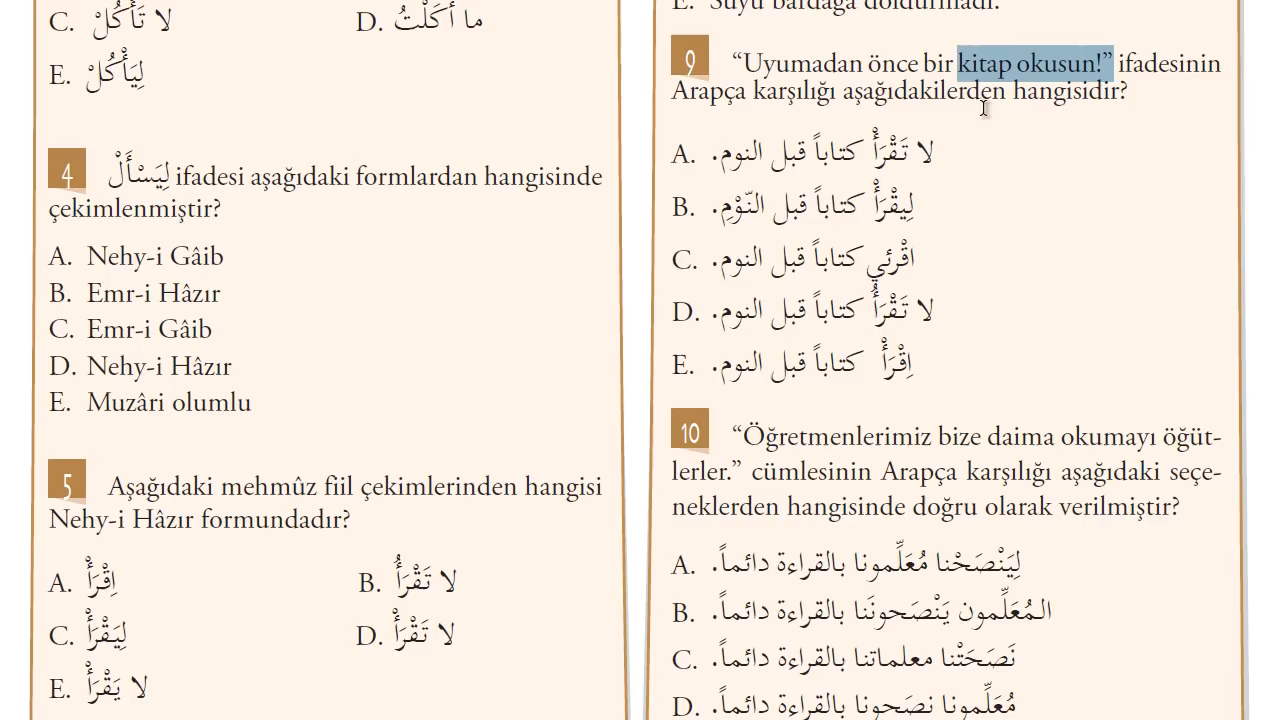 C. لا تَأْكُلْ
D. ما أَكَلْتُ
E. لِيَأْكُلْ
4 لِيَسْأَلْ ifadesi aşağıdaki formlardan hangisinde
çekimlenmiştir?
A. Nehy-i Gâib
B. Emr-i Hâzır
C. Emr-i Gâib
D. Nehy-i Hâzır
E. Muzâri olumlu
5 Aşağıdaki mehmûz fiil çekimlerinden hangisi
Nehy-i Hâzır formundadır?
A. اِقْرَأْ
B. لا تَقْرَأُ
C. لِيَقْرَأْ
D. لا تَقْرَأْ
E. لا يَقْرَأْ
E. Suyu bardağa doldurmadı.
9 “Uyumadan önce bir kitap okusun!” ifadesinin
Arapça karşılığı aşağıdakilerden hangisidir?
A. لا تَقْرَأْ كتاباً قبل النوم.
B. لِيقْرَأْ كتاباً قبل النّوْمِ.
C. اقْرئي كتاباً قبل النوم.
D. لا تَقْرَأُ كتاباً قبل النوم.
E. اِقْرَأْ كتاباً قبل النوم.
10 “Öğretmenlerimiz bize daima okumayı öğüt-
lerler.” cümlesinin Arapça karşılığı aşağıdaki seçe-
neklerden hangisinde doğru olarak verilmiştir?
A. لِيَنْصَحْنا مُعَلِّمونا بالقراءة دائماً.
B. المُعَلِّمون يَنْصَحونَنا بالقراءة دائماً.
C. نَصَحَتْنا معلماتنا بالقراءة دائماً.
D. مُعَلِّمونا نصَحونا بالقراءة دائماً.